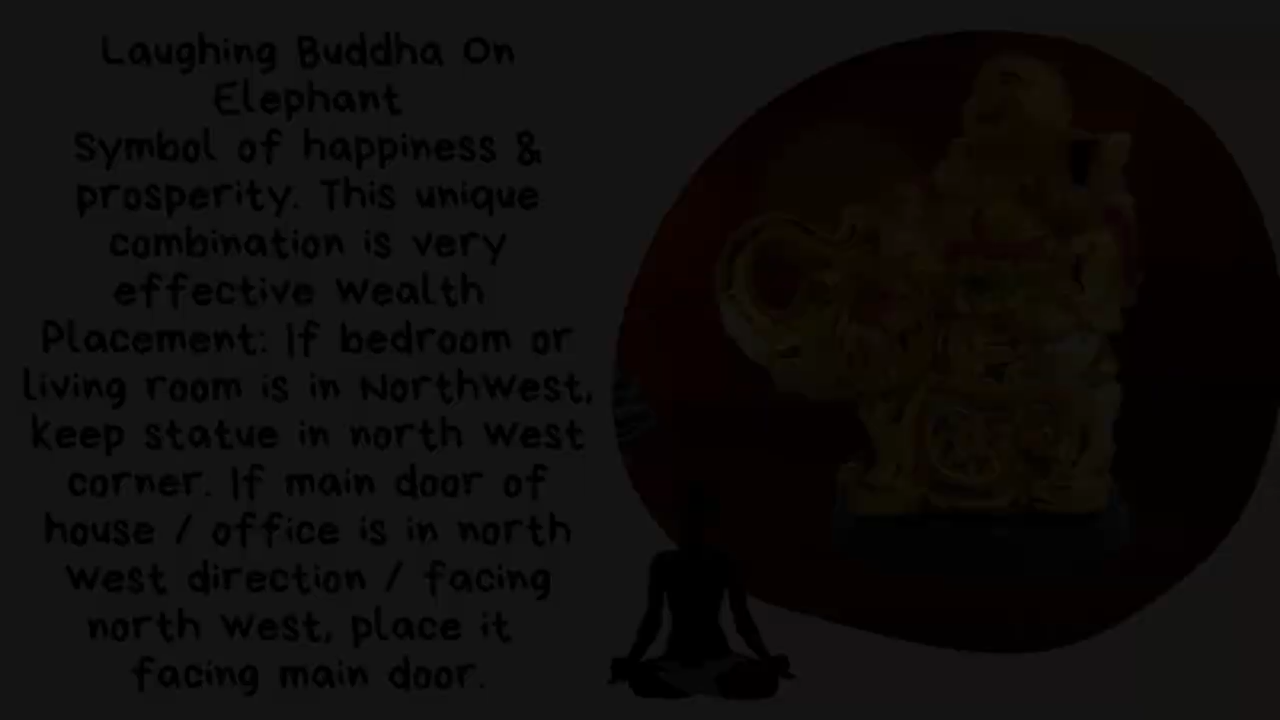 Laughing Buddha On
Elephant
Symbol of happiness &
prosperity. This unique
combination is very
effective Wealth
Placement: If bedroom or
living room is in NorthWest,
keep statue in north West
corner. If main door of
house / office is in north
West direction / facing
north West, place it
facing main door.